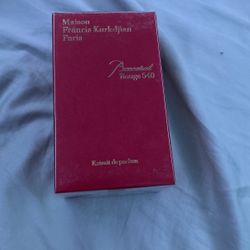 Maison
Francis Kurkdjian
Paris
Baccarat
Rouge 540
Extrait de parfum